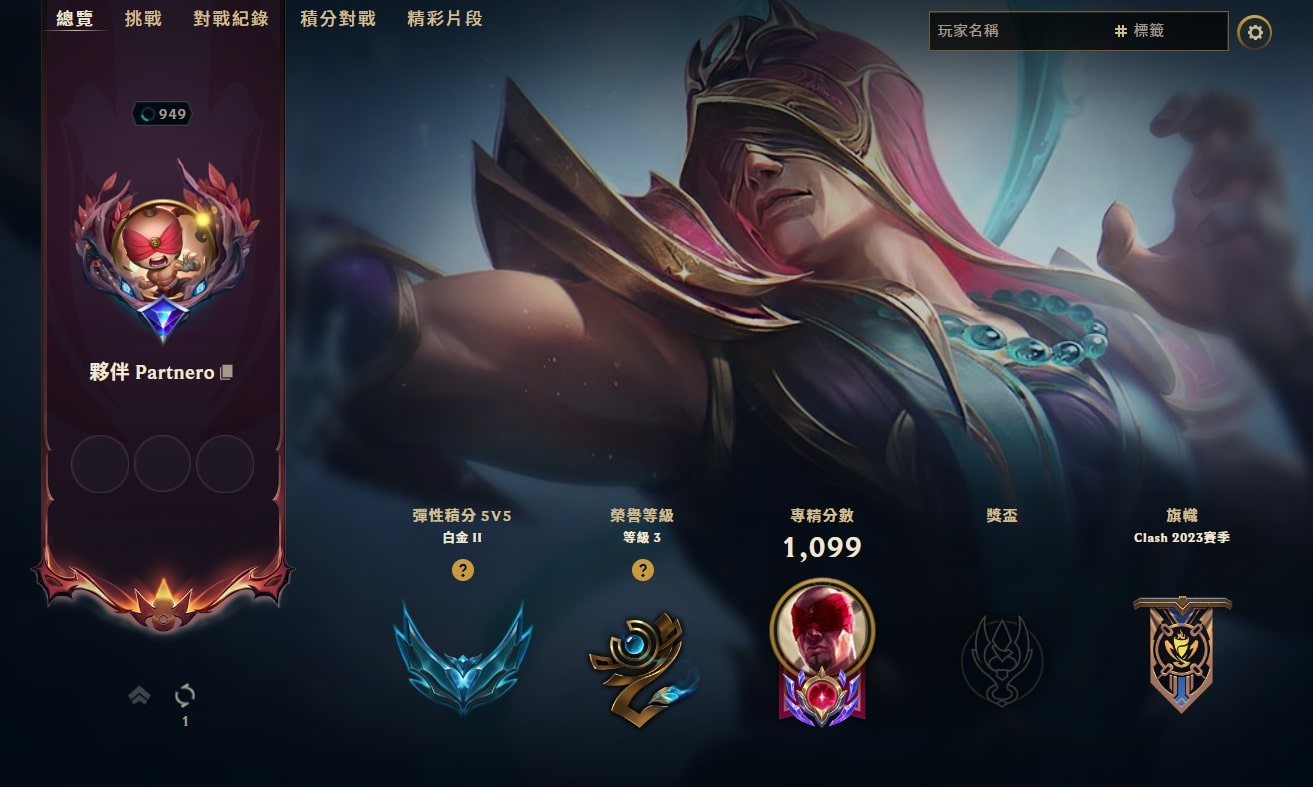 總覽 挑戰 對戰紀錄 積分對戰 精彩片段
玩家名稱 # 標籤
949
夥伴 Partnero
彈性積分 5V5
白金 II
?
榮譽等級
等級 3
?
專精分數
1,099
獎盃
旗幟
Clash 2023賽季
1